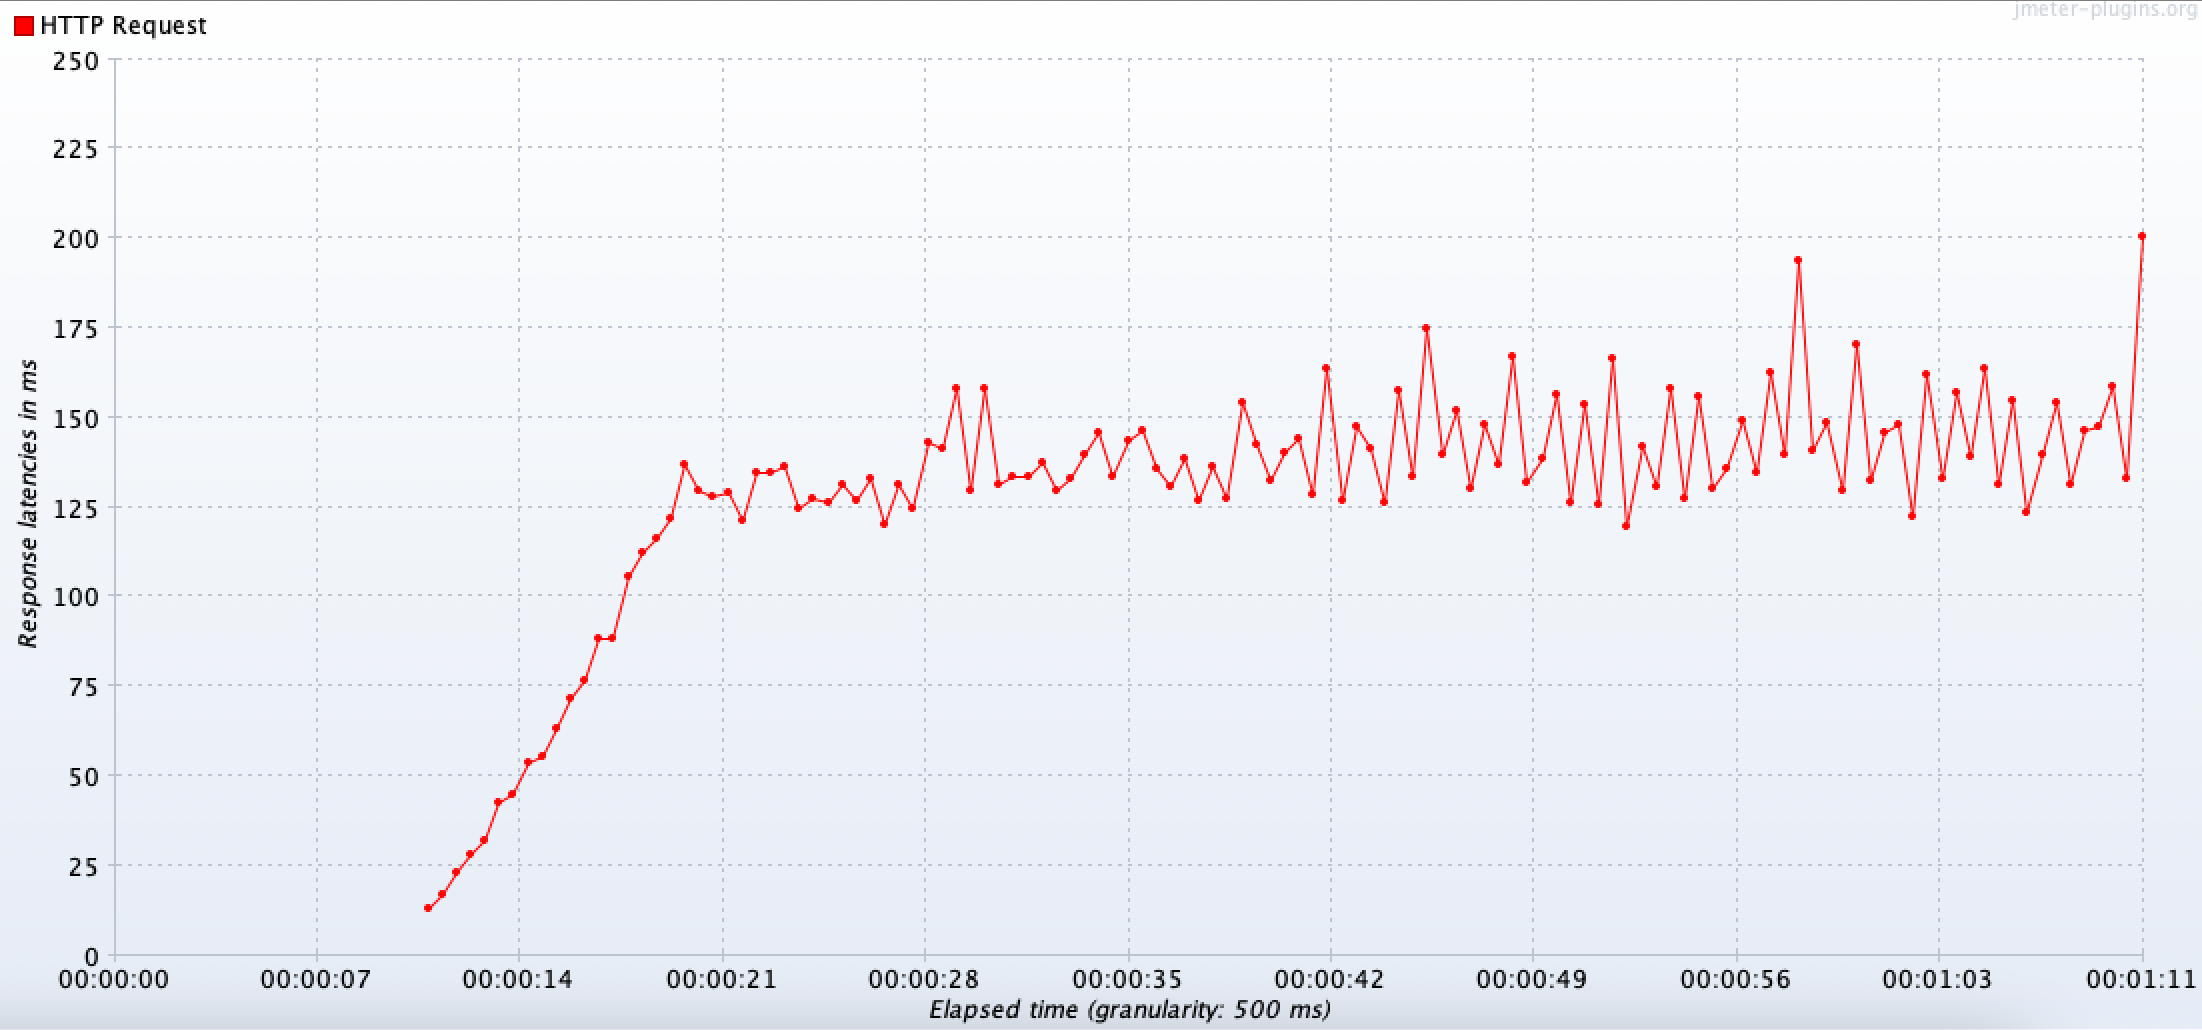 jmeter-plugins.org
HTTP Request
250
225
200
175
150
125
100
75
50
25
0
Response latencies in ms
00:00:00 00:00:07 00:00:14 00:00:21 00:00:28 00:00:35 00:00:42 00:00:49 00:00:56 00:01:03 00:01:11
Elapsed time (granularity: 500 ms)